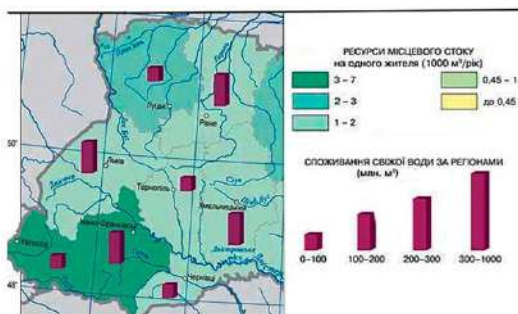 Луцьк
Рівне
50°
Львів
Тернопіль
Хмельницький
Івано-Франківськ
Ужгород
Чернівці
48°
РЕСУРСИ МІСЦЕВОГО СТОКУ
на одного жителя (1000 м³/рік)
3 – 7
0,45 – 1
2 – 3
до 0,45
1 – 2
СПОЖИВАННЯ СВІЖОЇ ВОДИ ЗА РЕГІОНАМИ
(млн. м³)
0–100
100–200
200–300
300–1000